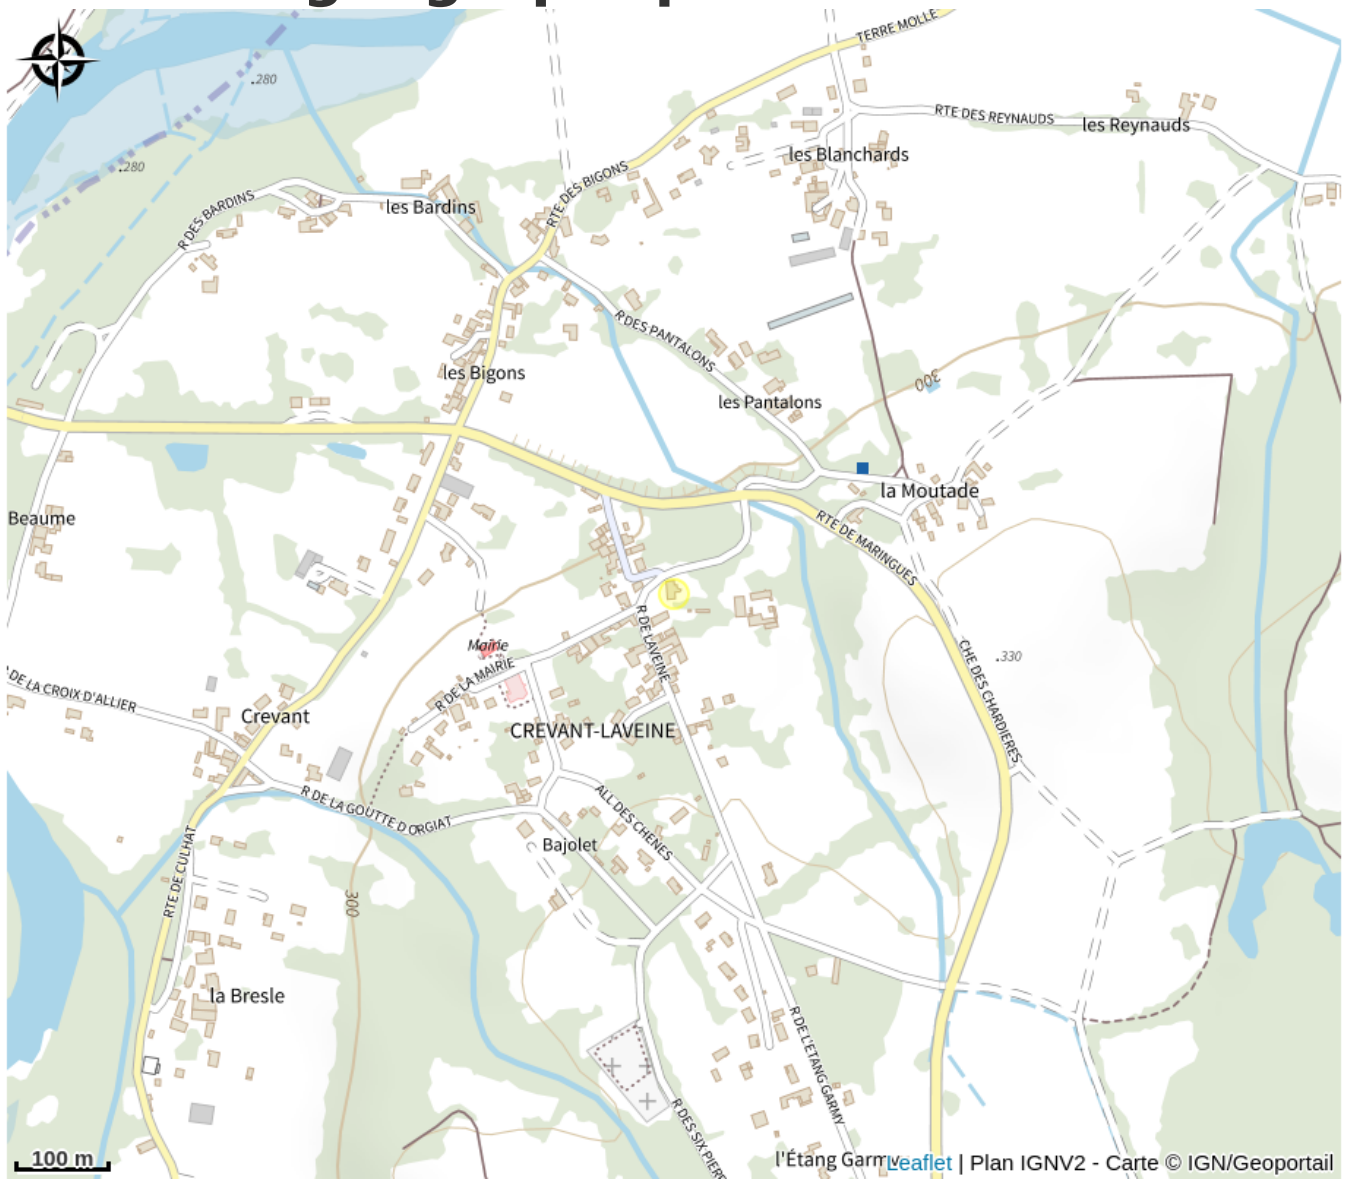 TERRE MOLLE
.280
RTE DES REYNAUDS
les Reynauds
les Blanchards
.280
RTE DES BIGONS
R DES BARDINS
les Bardins
R DES PANTALONS
les Bigons
300
les Pantalons
la Moutade
Beaume
RTE DE MARINGUES
R DE LAVEINE
Mairie
.330
CHE DES CHARDIERES
DE LA CROIX D'ALLIER
R DE LA MAIRIE
Crevant
CREVANT-LAVEINE
R DE LA GOUTTE D ORGIAT
ALL DES CHENES
Bajolet
RTE DE CULHAT
300
la Bresle
R DE L'ETANG GARMY
R DES SIX PIERR
l'Étang Garmy
100 m
Leaflet | Plan IGNV2 - Carte © IGN/Geoportail